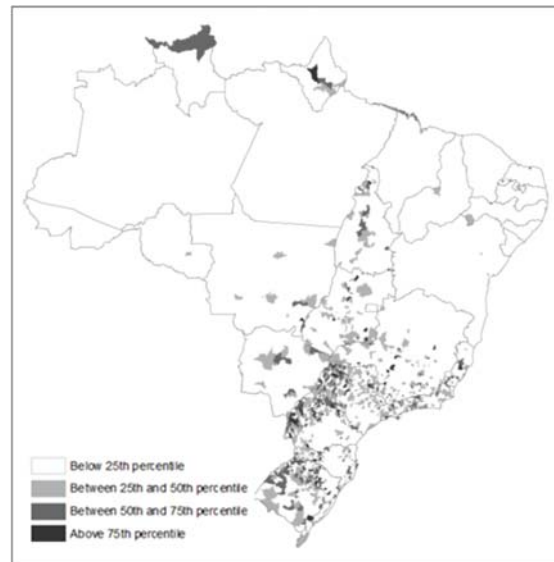 Below 25th percentile
Between 25th and 50th percentile
Between 50th and 75th percentile
Above 75th percentile